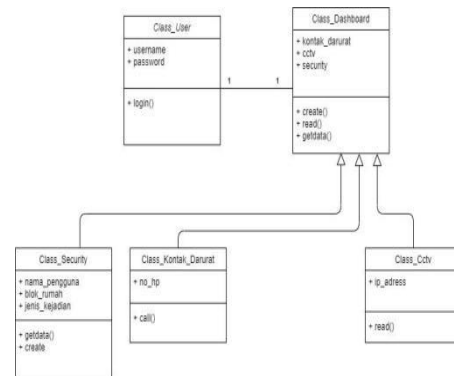 Class_User
+ username
+ password
+ login()
1
1
Class_Dashboard
+ kontak_darurat
+ cctv
+ security
+ create()
+ read()
+ getdata()
Class_Security
+ nama_pengguna
+ blok_rumah
+ jenis_kejadian
+ getdata()
+ create
Class_Kontak_Darurat
+ no_hp
+ call()
Class_Cctv
+ ip_adress
+ read()